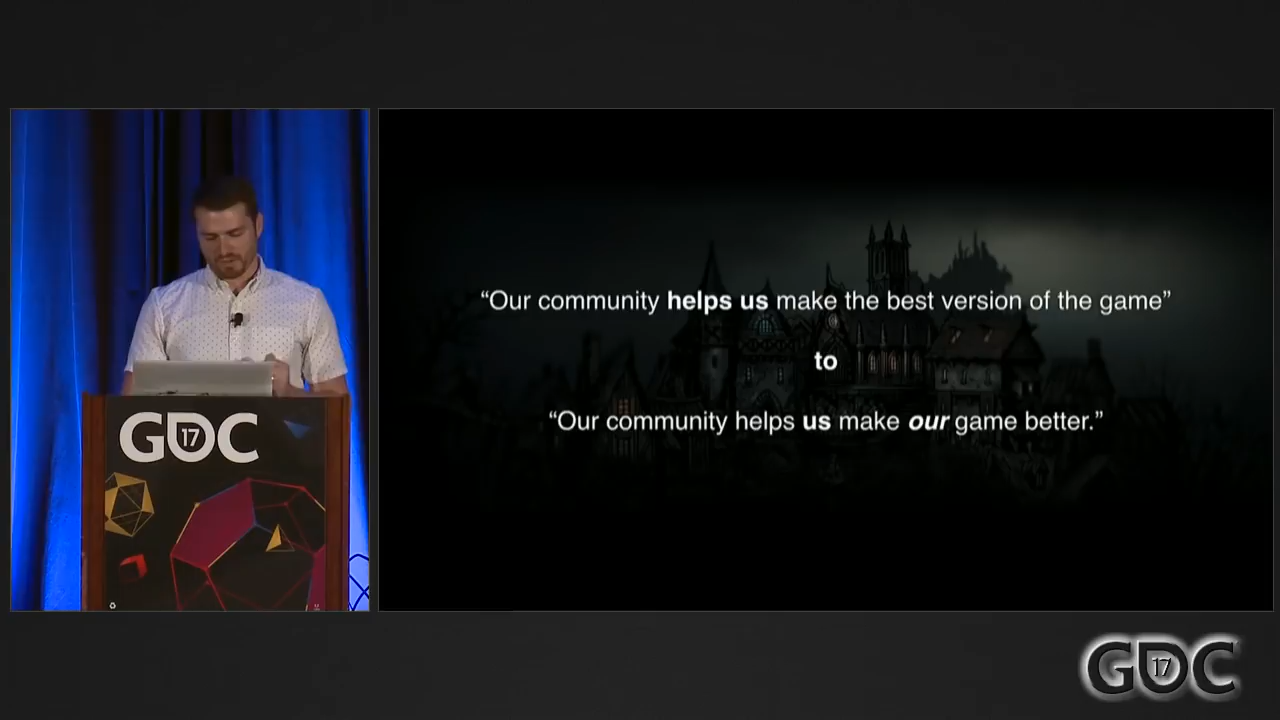 “Our community helps us make the best version of the game”
to
“Our community helps us make our game better.”
GDC
17
GDC
17